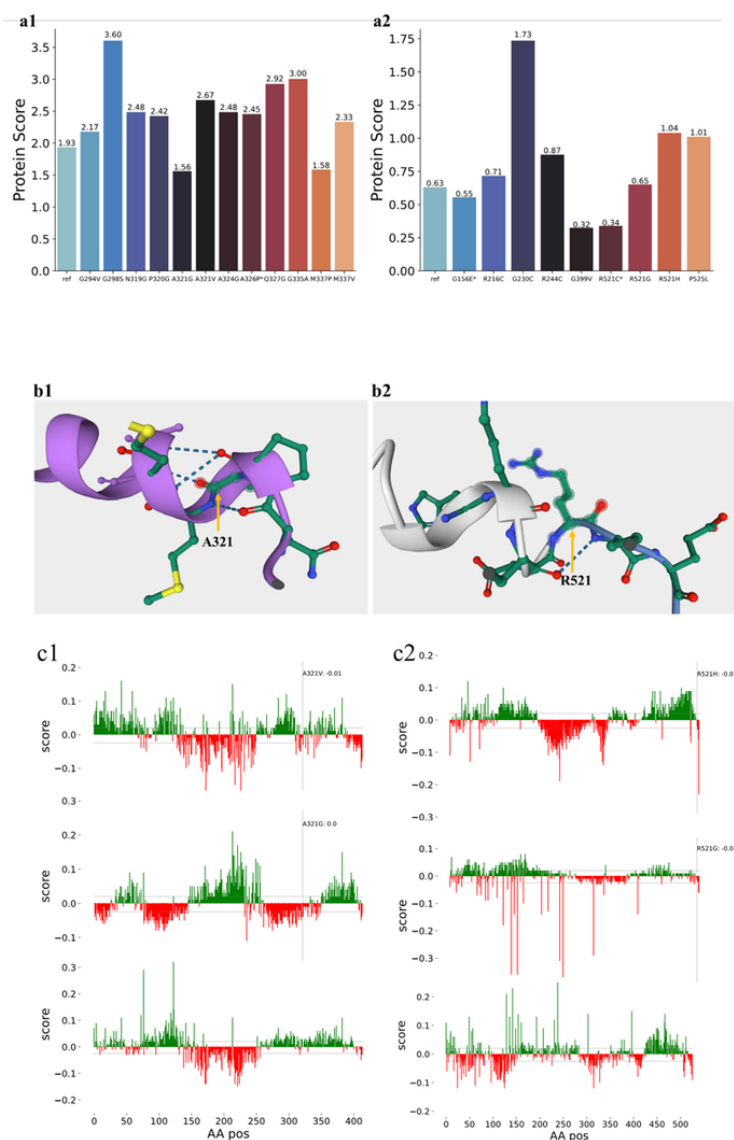 a1
a2
Protein Score
3.5
3.0
2.5
2.0
1.5
1.0
0.5
0.0
1.93
2.17
3.60
2.48
2.42
1.56
2.67
2.48
2.45
2.92
3.00
1.58
2.33
ref G294V G298S N319G P320G A321G A321V A324G A326P* Q327G G335A M337P M337V
Protein Score
1.75
1.50
1.25
1.00
0.75
0.50
0.25
0.00
0.63
0.55
0.71
1.73
0.87
0.32
0.34
0.65
1.04
1.01
ref G156E* R216C G230C R244C G399V R521C* R521G R521H P525L
b1
b2
A321
R521
c1
c2
A321V: -0.01
score
0.2
0.1
0.0
−0.1
A321G: 0.0
score
0.3
0.2
0.1
0.0
−0.1
score
0.3
0.2
0.1
0.0
−0.1
−0.2
0 50 100 150 200 250 300 350 400
AA pos
R521H: -0.0
score
0.2
0.1
0.0
−0.1
−0.2
−0.3
R521G: -0.0
score
0.1
0.0
−0.1
−0.2
−0.3
score
0.2
0.1
0.0
−0.1
−0.2
0 50 100 150 200 250 300 350 400 450 500
AA pos